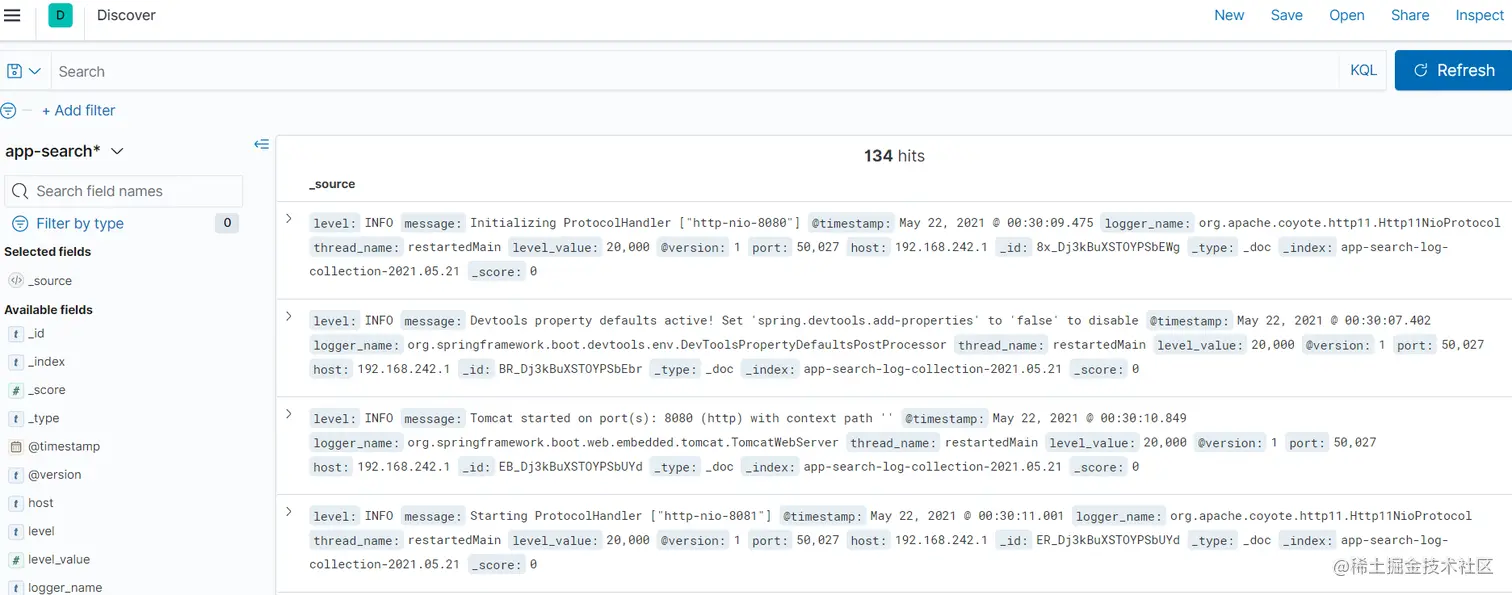 D Discover New Save Open Share Inspect
Search KQL Refresh
+ Add filter
app-search*
Search field names
Filter by type 0
Selected fields
_source
Available fields
t _id
t _index
# _score
t _type
@timestamp
t @version
t host
t level
# level_value
t logger_name
134 hits
_source
level: INFO message: Initializing ProtocolHandler ["http-nio-8080"] @timestamp: May 22, 2021 @ 00:30:09.475 logger_name: org.apache.coyote.http11.Http11NioProtocol
thread_name: restartedMain level_value: 20,000 @version: 1 port: 50,027 host: 192.168.242.1 _id: 8x_Dj3kBuXSTOYPSbEWg _type: _doc _index: app-search-log-
collection-2021.05.21 _score: 0
level: INFO message: Devtools property defaults active! Set 'spring.devtools.add-properties' to 'false' to disable @timestamp: May 22, 2021 @ 00:30:07.402
logger_name: org.springframework.boot.devtools.env.DevToolsPropertyDefaultsPostProcessor thread_name: restartedMain level_value: 20,000 @version: 1 port: 50,027
host: 192.168.242.1 _id: BR_Dj3kBuXSTOYPSbEbr _type: _doc _index: app-search-log-collection-2021.05.21 _score: 0
level: INFO message: Tomcat started on port(s): 8080 (http) with context path '' @timestamp: May 22, 2021 @ 00:30:10.849
logger_name: org.springframework.boot.web.embedded.tomcat.TomcatWebServer thread_name: restartedMain level_value: 20,000 @version: 1 port: 50,027
host: 192.168.242.1 _id: EB_Dj3kBuXSTOYPSbUYd _type: _doc _index: app-search-log-collection-2021.05.21 _score: 0
level: INFO message: Starting ProtocolHandler ["http-nio-8081"] @timestamp: May 22, 2021 @ 00:30:11.001 logger_name: org.apache.coyote.http11.Http11NioProtocol
thread_name: restartedMain level_value: 20,000 @version: 1 port: 50,027 host: 192.168.242.1 _id: ER_Dj3kBuXSTOYPSbUYd _type: _doc _index: app-search-log-
collection-2021.05.21 _score: 0
@稀土掘金技术社区